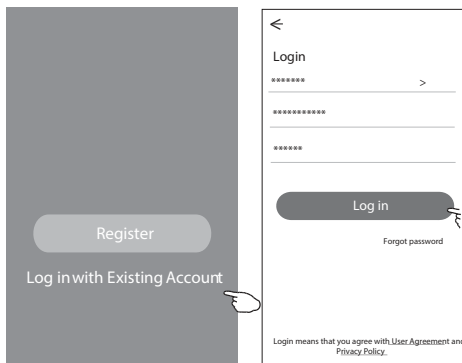 Register
Log in with Existing Account
Login
*******
>
***********
******
Log in
Forgot password
Login means that you agree with User Agreement and
Privacy Policy